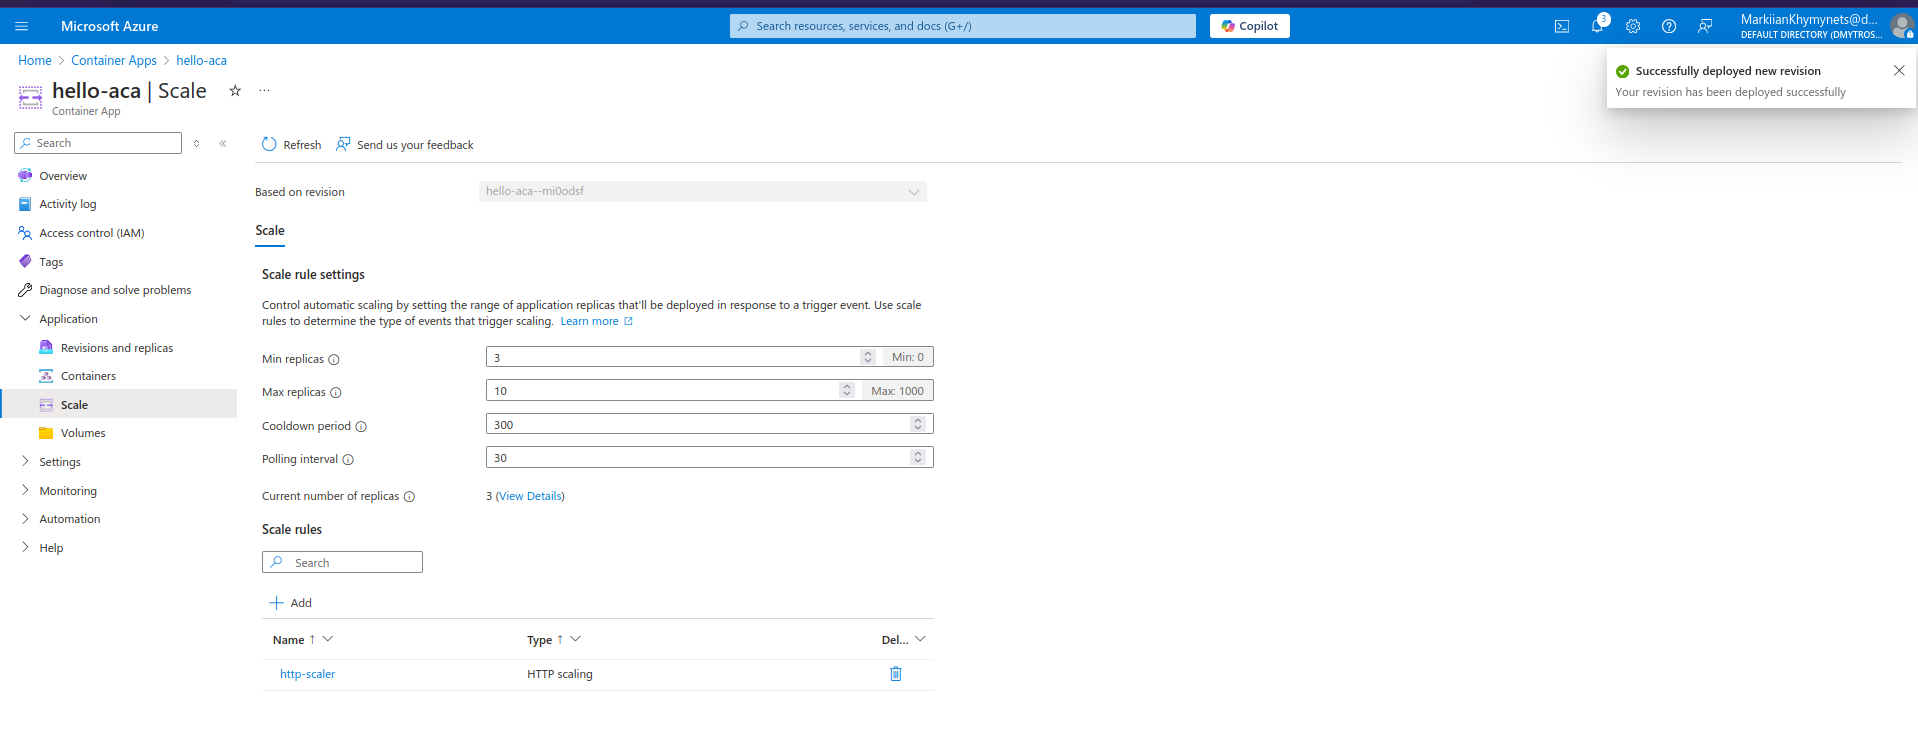 Microsoft Azure
Search resources, services, and docs (G+/)
Copilot
3
MarkiianKhymynets@d...
DEFAULT DIRECTORY (DMYTROS...
Home > Container Apps > hello-aca
Successfully deployed new revision
Your revision has been deployed successfully
hello-aca | Scale
...
Container App
Search
Refresh
Send us your feedback
Overview
Activity log
Access control (IAM)
Tags
Diagnose and solve problems
Application
Revisions and replicas
Containers
Scale
Volumes
Settings
Monitoring
Automation
Help
Based on revision
hello-aca--mi0odsf
Scale
Scale rule settings
Control automatic scaling by setting the range of application replicas that'll be deployed in response to a trigger event. Use scale
rules to determine the type of events that trigger scaling. Learn more
Min replicas 3 Min: 0
Max replicas 10 Max: 1000
Cooldown period 300
Polling interval 30
Current number of replicas 3 (View Details)
Scale rules
Search
Add
Name ↑ Type ↑ Del...
http-scaler HTTP scaling